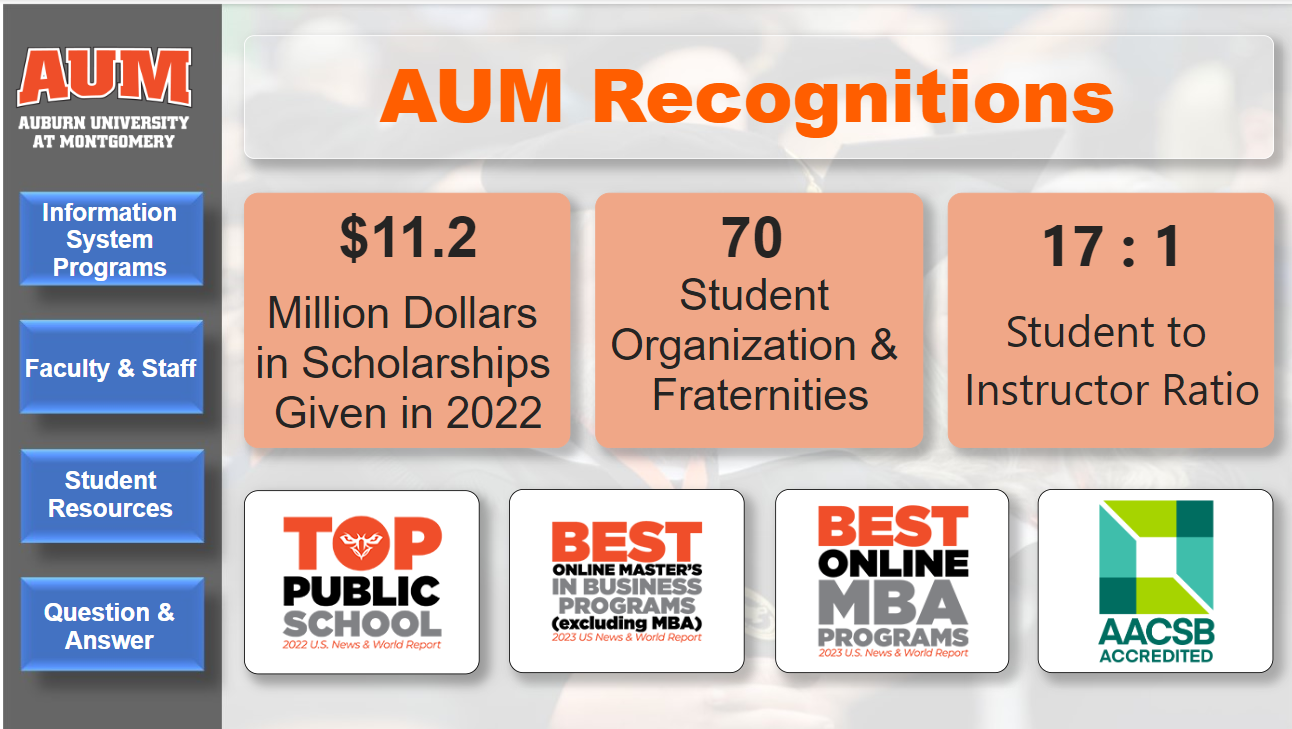 AUM
AUBURN UNIVERSITY
AT MONTGOMERY
Information
System
Programs
Faculty & Staff
Student
Resources
Question &
Answer
AUM Recognitions
$11.2
Million Dollars
in Scholarships
Given in 2022
70
Student
Organization &
Fraternities
17 : 1
Student to
Instructor Ratio
TOP
PUBLIC
SCHOOL
2022 U.S. News & World Report
BEST
ONLINE MASTER'S
IN BUSINESS
PROGRAMS
(excluding MBA)
2023 US News & World Report
BEST
ONLINE
MBA
PROGRAMS
2023 U.S. News & World Report
AACSB
ACCREDITED